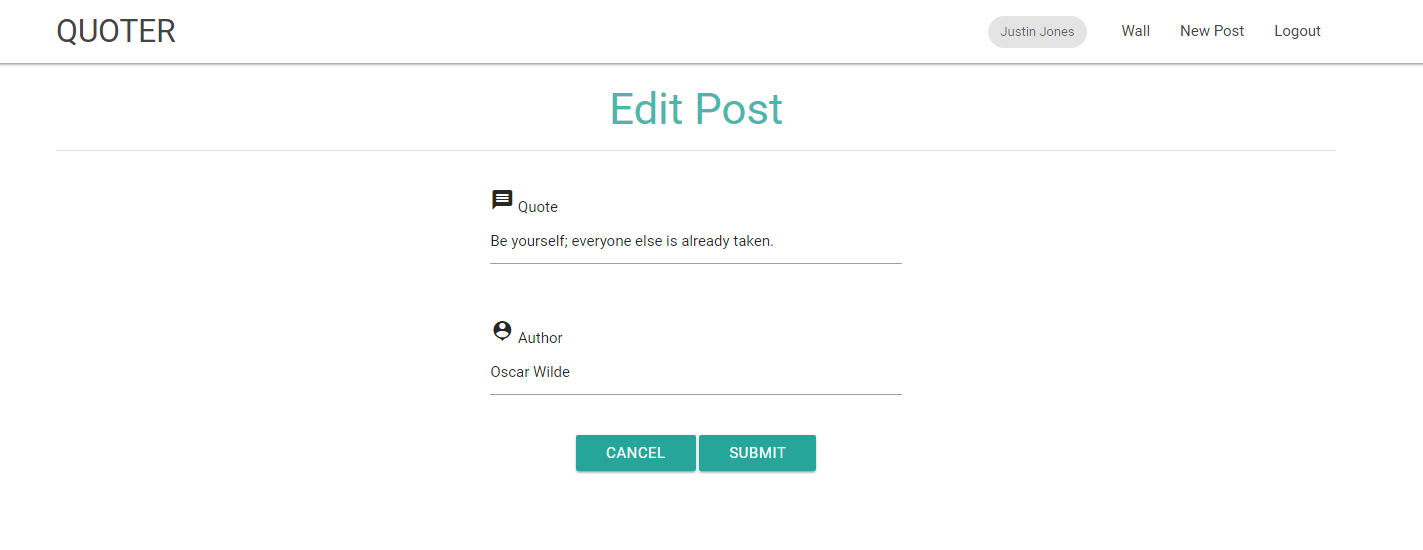 QUOTER
Justin Jones Wall New Post Logout
Edit Post
Quote
Be yourself; everyone else is already taken.
Author
Oscar Wilde
CANCEL SUBMIT